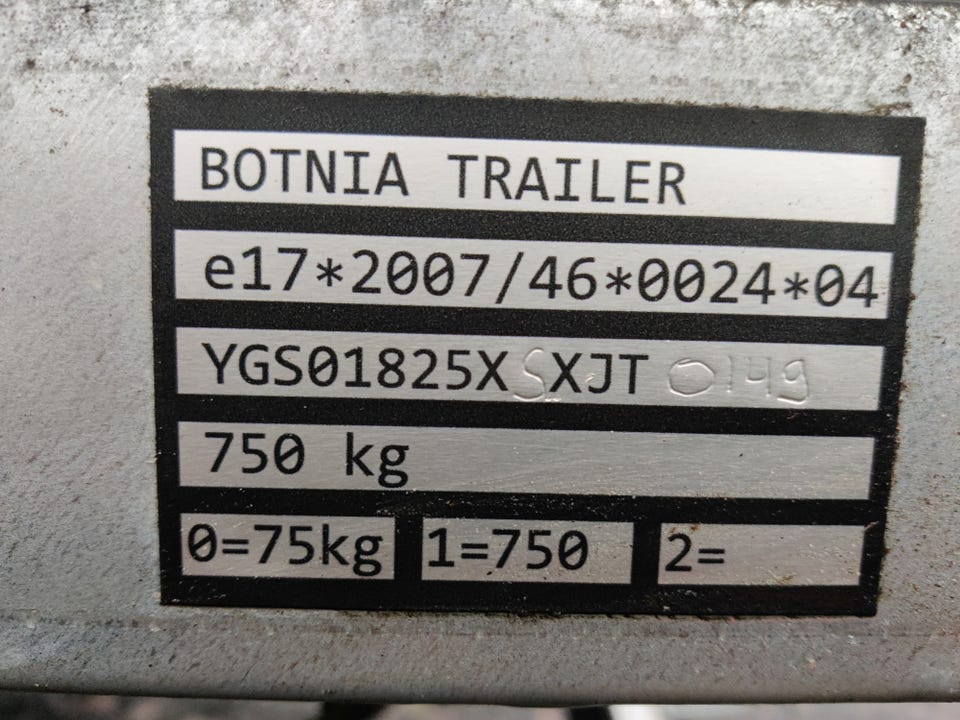 BOTNIA TRAILER
e17*2007/46*0024*04
YGS01825XSXJT0149
750 kg
0=75kg 1=750 2=